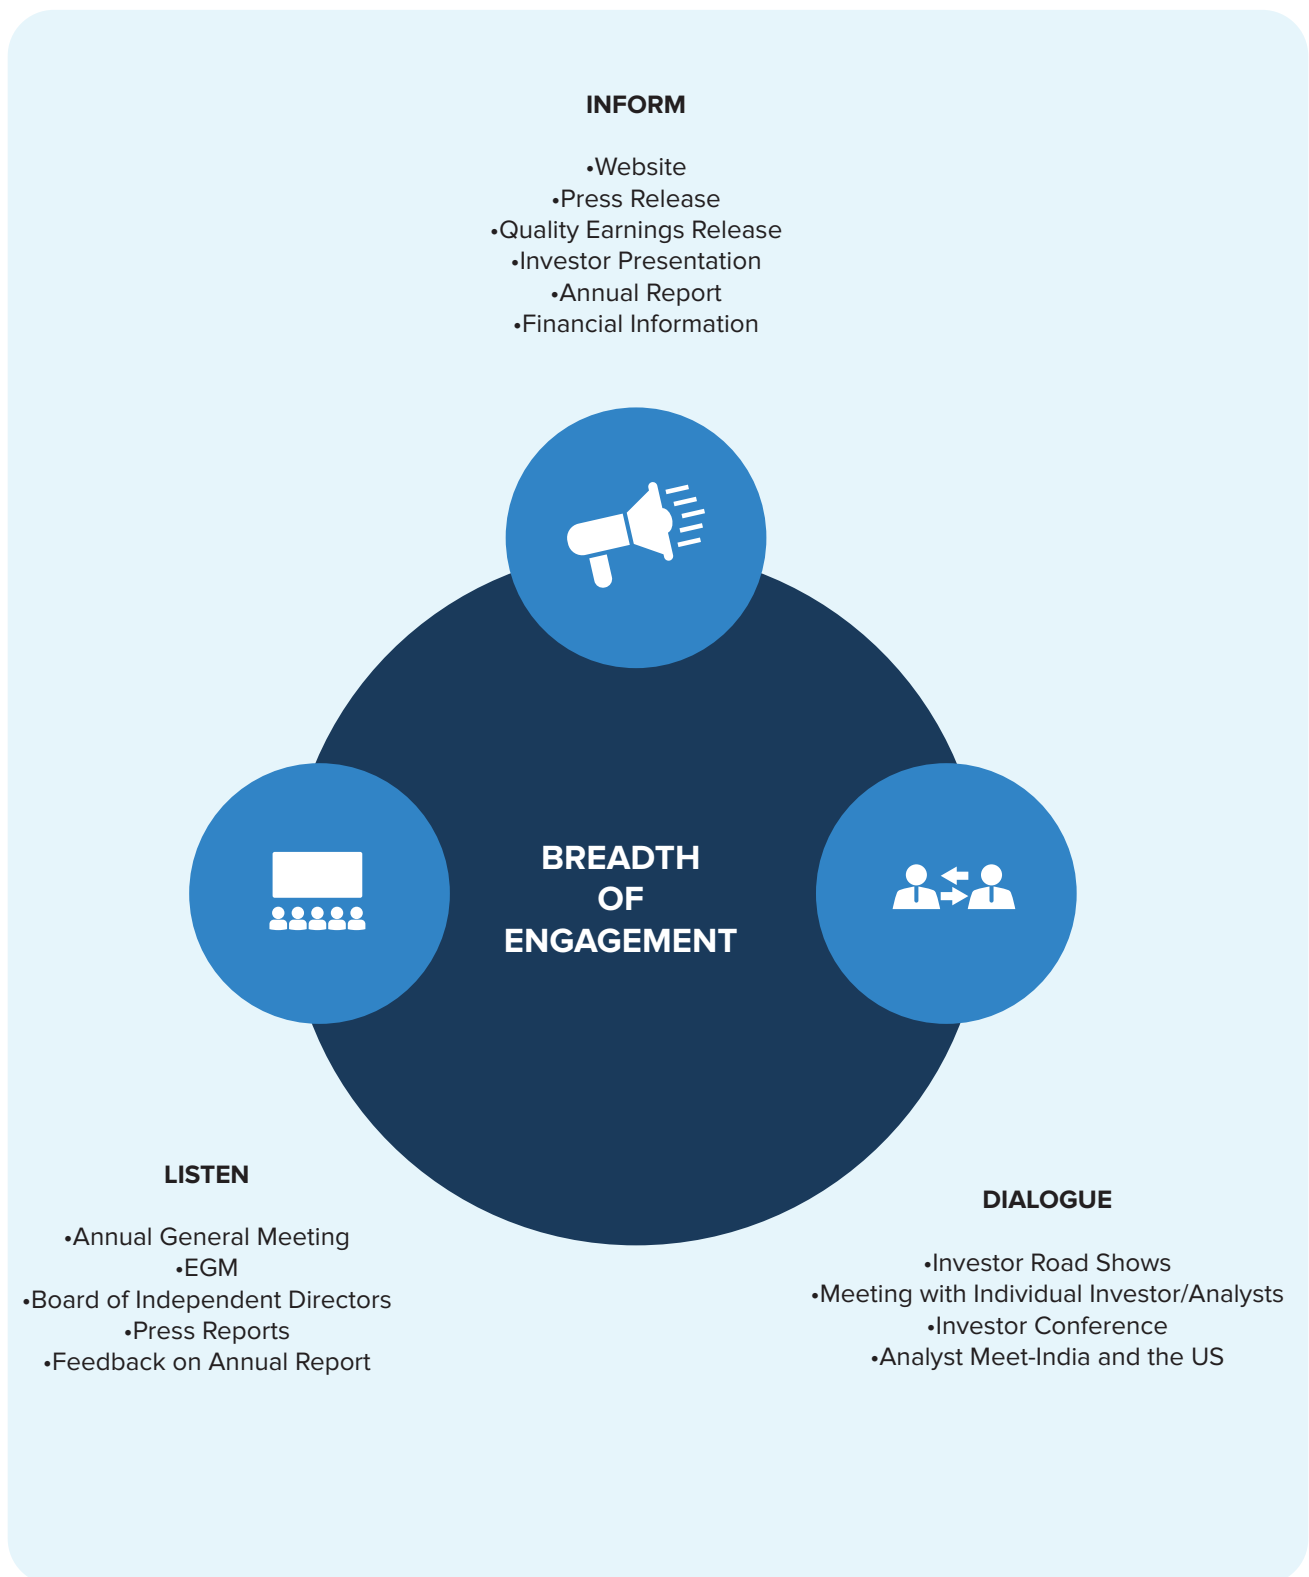 INFORM
•Website
•Press Release
•Quality Earnings Release
•Investor Presentation
•Annual Report
•Financial Information
BREADTH
OF
ENGAGEMENT
LISTEN
•Annual General Meeting
•EGM
•Board of Independent Directors
•Press Reports
•Feedback on Annual Report
DIALOGUE
•Investor Road Shows
•Meeting with Individual Investor/Analysts
•Investor Conference
•Analyst Meet-India and the US